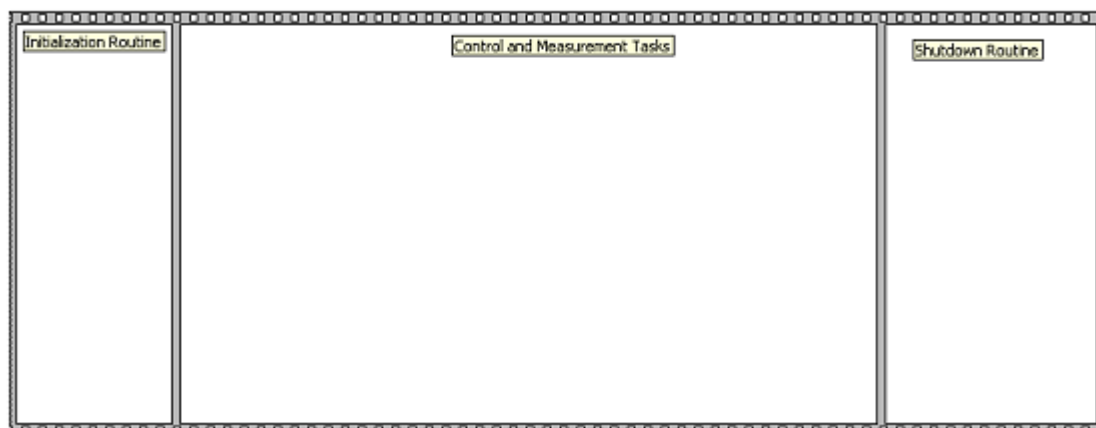 Initialization Routine
Control and Measurement Tasks
Shutdown Routine